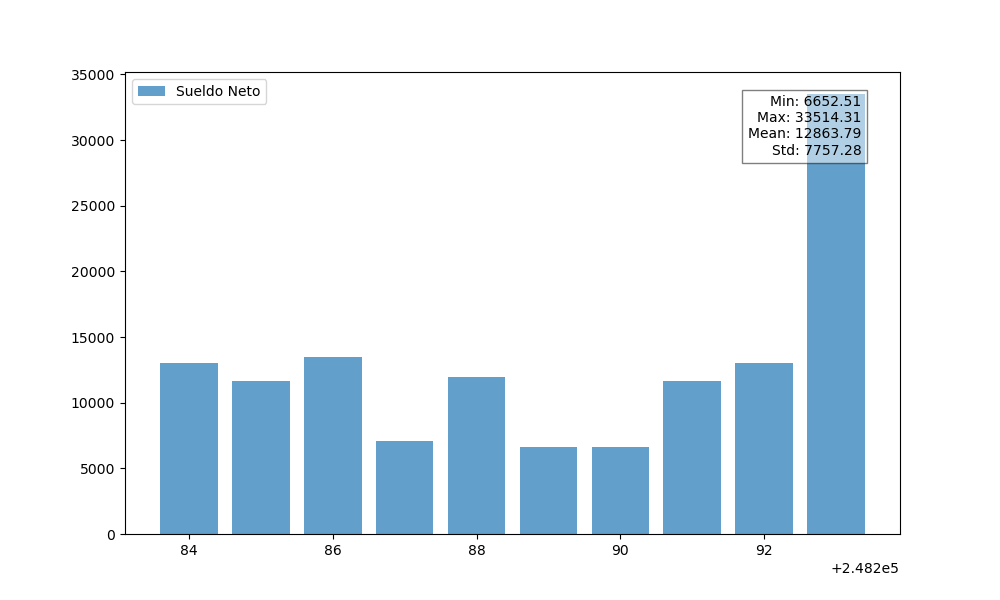 35000
30000
25000
20000
15000
10000
5000
0
Sueldo Neto
Min: 6652.51
Max: 33514.31
Mean: 12863.79
Std: 7757.28
84 86 88 90 92
+2.482e5